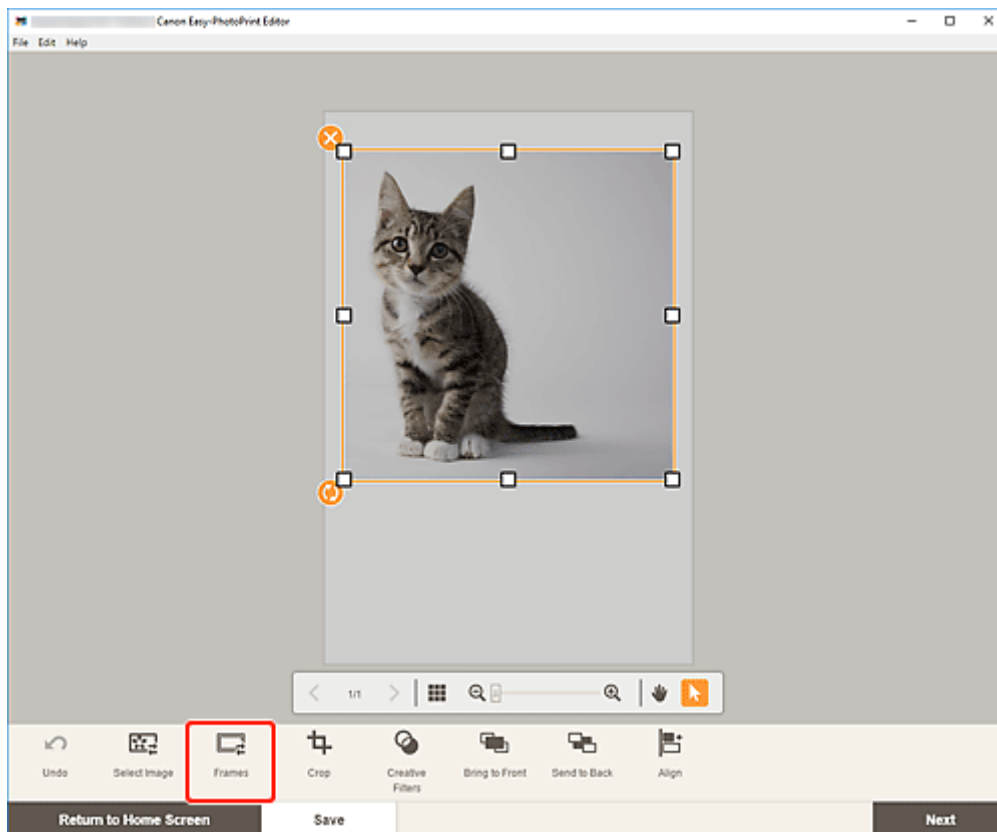 Canon Easy-PhotoPrint Editor
File Edit Help
1/1
Undo
Select Image
Frames
Crop
Creative
Filters
Bring to Front
Send to Back
Align
Return to Home Screen
Save
Next